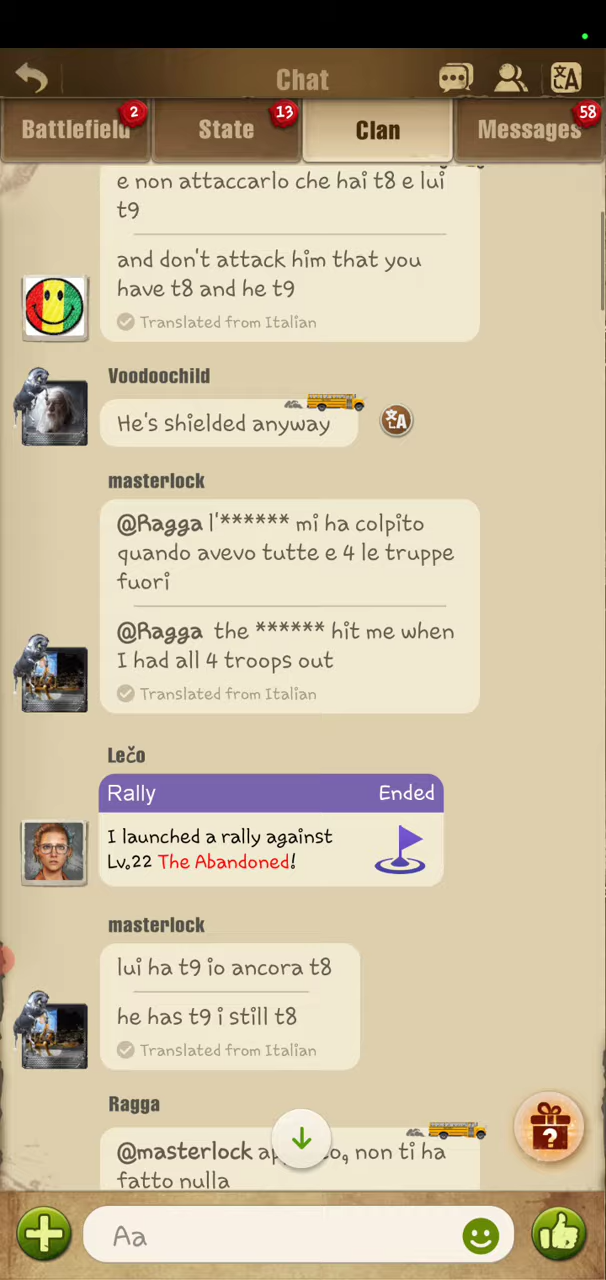 Chat
Battlefield 2
State 13
Clan
Messages 58
e non attaccarlo che hai t8 e lui
t9
and don't attack him that you
have t8 and he t9
Translated from Italian
Voodoochild
He's shielded anyway
masterlock
@Ragga l'****** mi ha colpito
quando avevo tutte e 4 le truppe
fuori
@Ragga the ****** hit me when
I had all 4 troops out
Translated from Italian
Lečo
Rally Ended
I launched a rally against
Lv.22 The Abandoned!
masterlock
lui ha t9 io ancora t8
he has t9 i still t8
Translated from Italian
Ragga
@masterlock non ti ha
fatto nulla
Aa